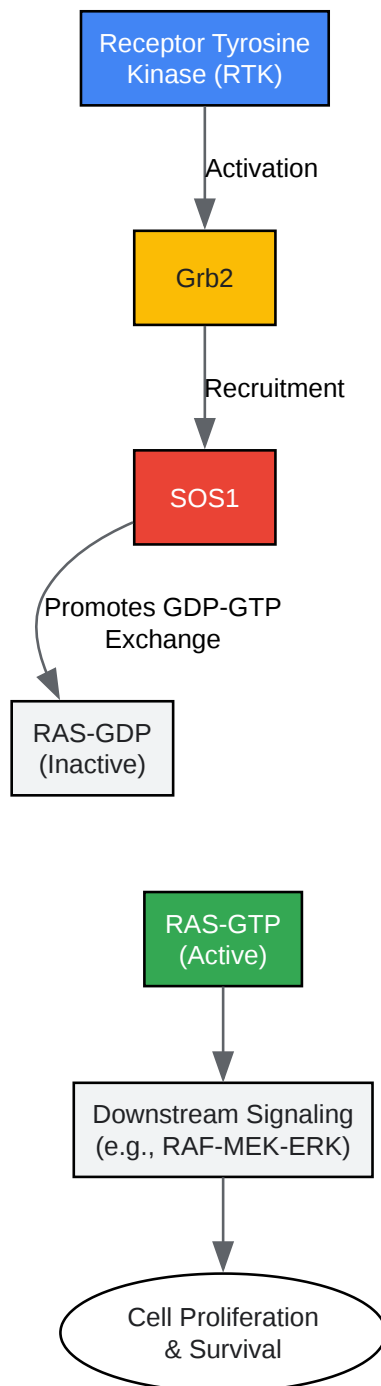 Receptor Tyrosine
Kinase (RTK)
Activation
Grb2
Recruitment
SOS1
Promotes GDP-GTP
Exchange
RAS-GDP
(Inactive)
RAS-GTP
(Active)
Downstream Signaling
(e.g., RAF-MEK-ERK)
Cell Proliferation
& Survival